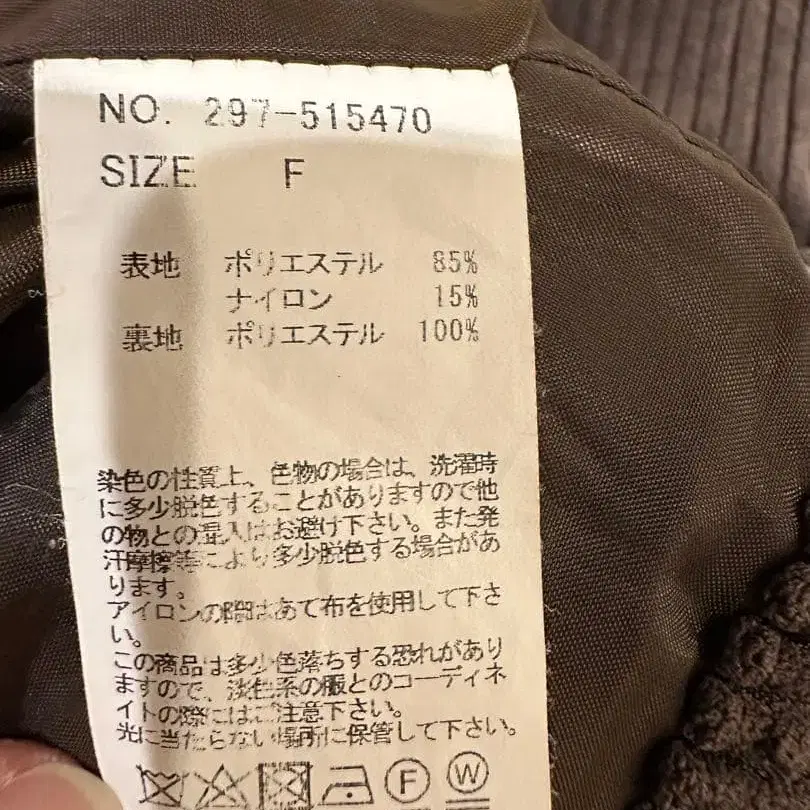 NO. 297-515470
SIZE F
表地 ポリエステル 85%
ナイロン 15%
裏地 ポリエステル 100%
染色の性質上、色物の場合は、洗濯時
に多少脱色することがありますので他
の物との混入はお避け下さい。また発
汗摩擦等により多少脱色する場合があ
ります。
アイロンの際はあて布を使用して下さ
い。
この商品は多少色落ちする恐れがあり
ますので、淡色系の服とのコーディネ
イトの際にはご注意下さい。
光に当たらない場所に保管して下さい。
F W